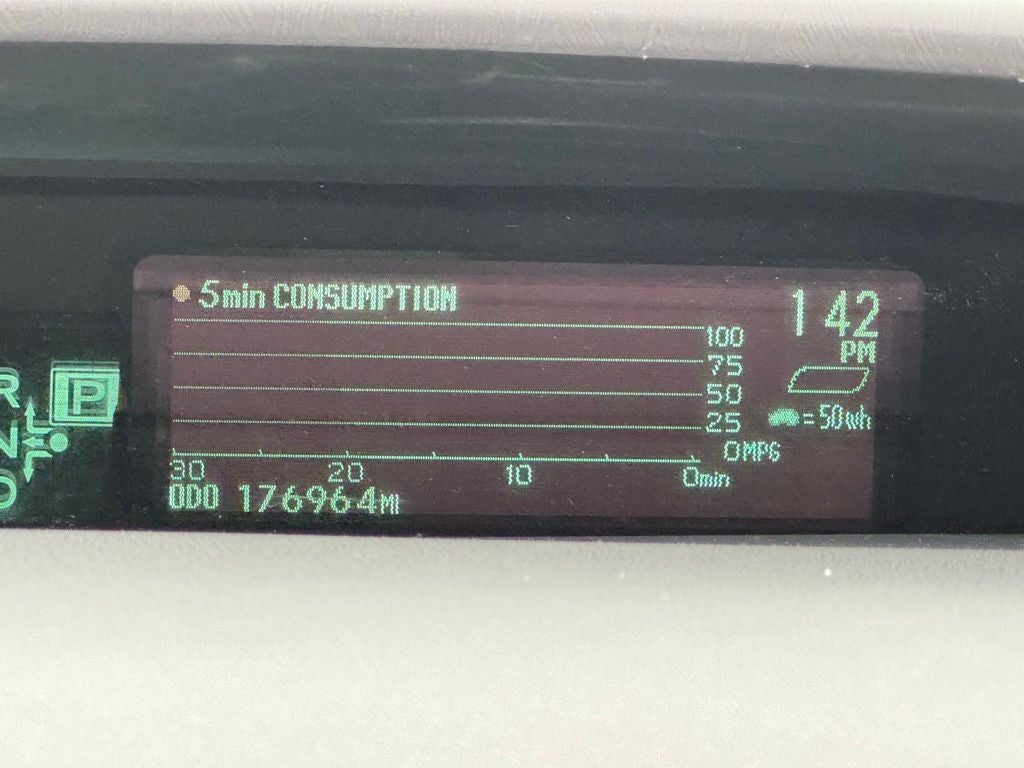 5min CONSUMPTION
1 42
PM
100
75
50
25
0MPG
=50wh
30 20 10 0min
ODO 176964MI
R
P
N
D